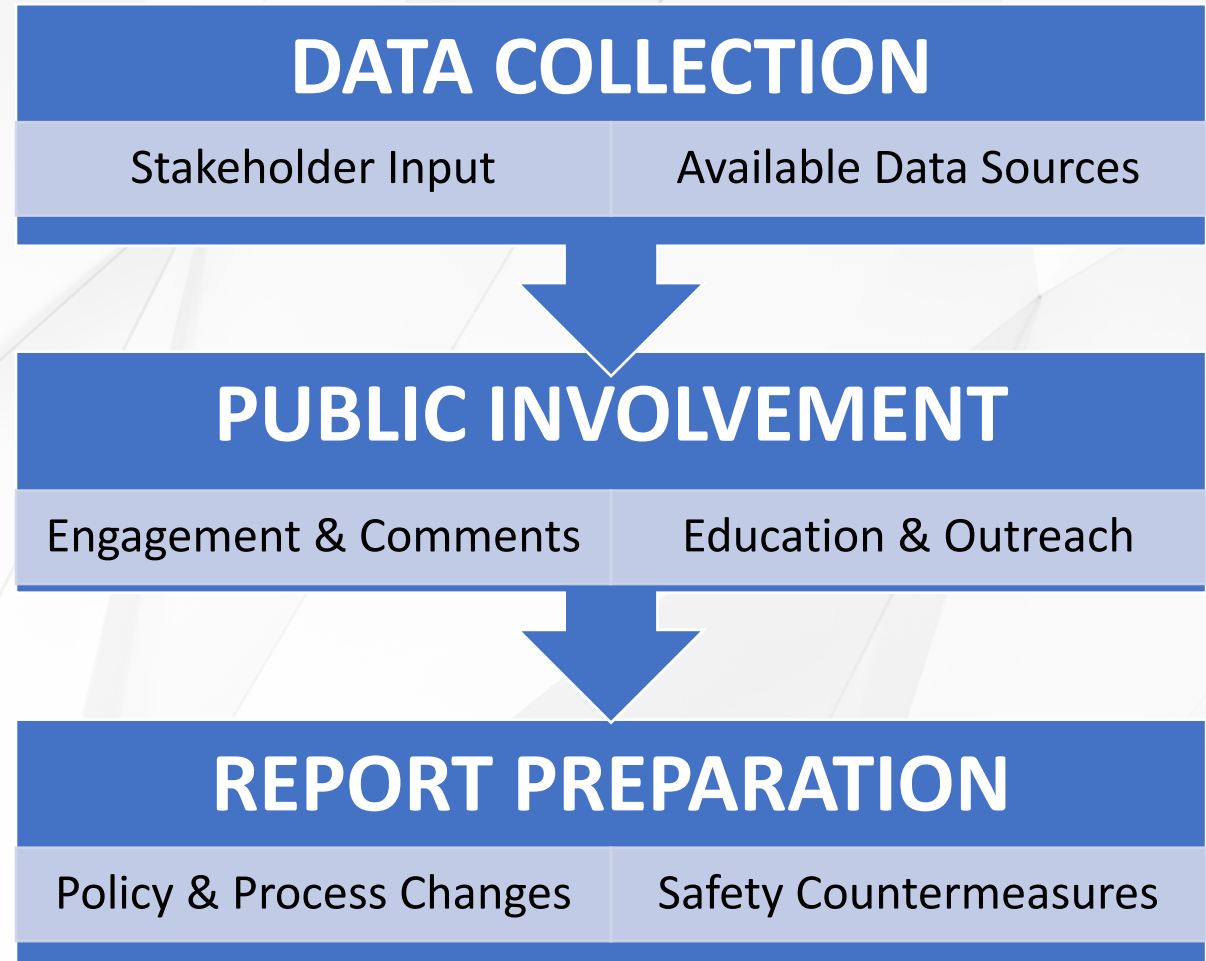 DATA COLLECTION
Stakeholder Input
Available Data Sources
PUBLIC INVOLVEMENT
Engagement & Comments
Education & Outreach
REPORT PREPARATION
Policy & Process Changes
Safety Countermeasures